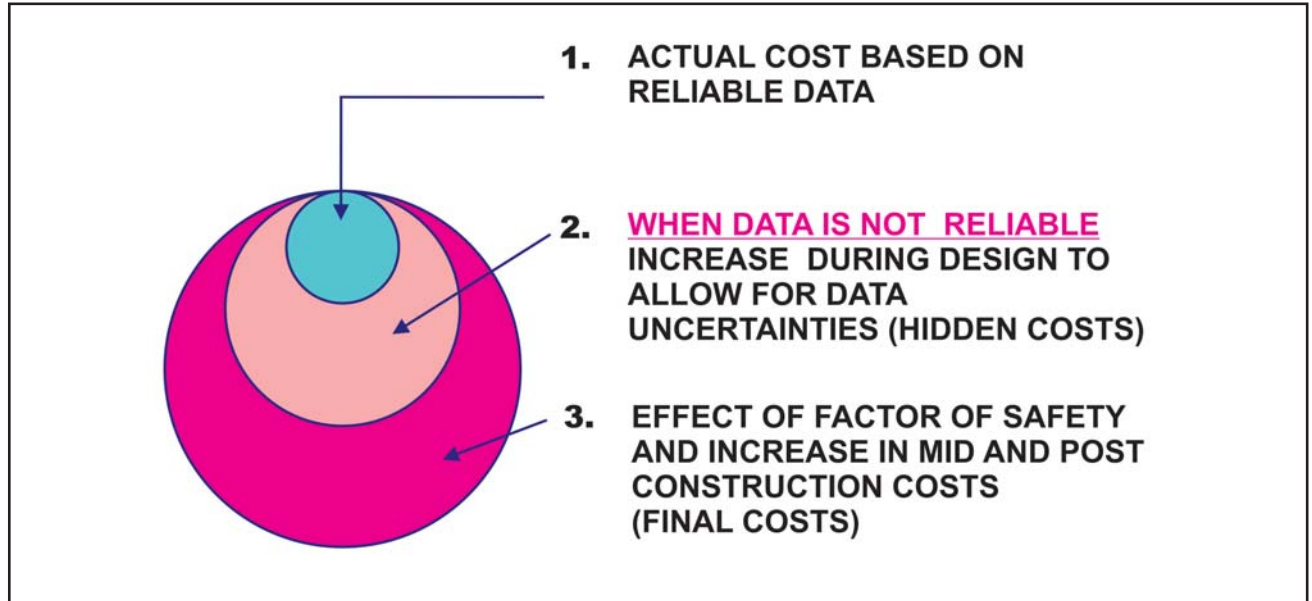 1. ACTUAL COST BASED ON
RELIABLE DATA
2. WHEN DATA IS NOT RELIABLE
INCREASE DURING DESIGN TO
ALLOW FOR DATA
UNCERTAINTIES (HIDDEN COSTS)
3. EFFECT OF FACTOR OF SAFETY
AND INCREASE IN MID AND POST
CONSTRUCTION COSTS
(FINAL COSTS)